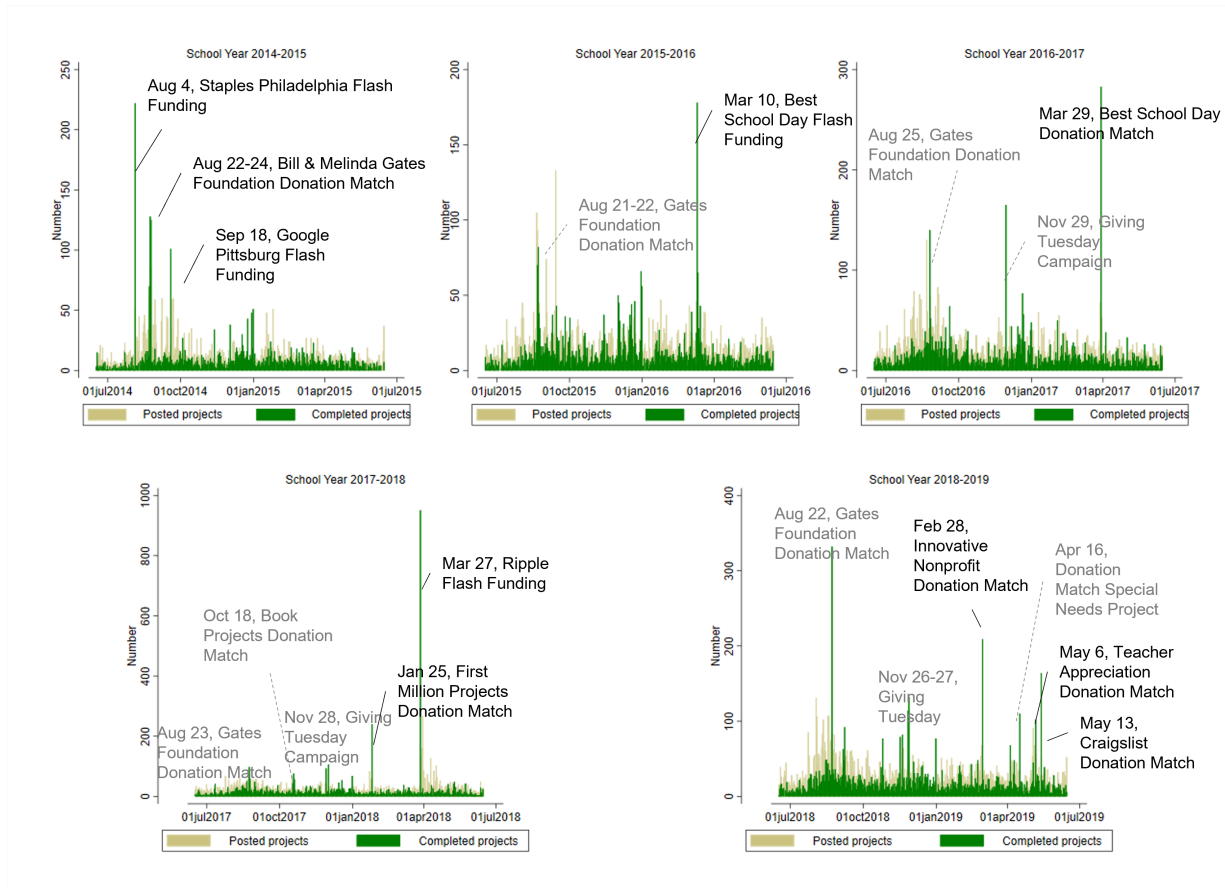 School Year 2014-2015
250
200
150
100
50
0
Number
Aug 4, Staples Philadelphia Flash
Funding
Aug 22-24, Bill & Melinda Gates
Foundation Donation Match
Sep 18, Google
Pittsburg Flash
Funding
01jul2014
01oct2014
01jan2015
01apr2015
01jul2015
Posted projects
Completed projects
School Year 2015-2016
200
150
100
50
0
Number
Aug 21-22, Gates
Foundation
Donation Match
Mar 10, Best
School Day Flash
Funding
01jul2015
01oct2015
01jan2016
01apr2016
01jul2016
Posted projects
Completed projects
School Year 2016-2017
300
200
100
0
Number
Aug 25, Gates
Foundation Donation
Match
Nov 29, Giving
Tuesday
Campaign
Mar 29, Best School Day
Donation Match
01jul2016
01oct2016
01jan2017
01apr2017
01jul2017
Posted projects
Completed projects
School Year 2017-2018
1000
800
600
400
200
0
Number
Aug 23, Gates
Foundation
Donation Match
Oct 18, Book
Projects Donation
Match
Nov 28, Giving
Tuesday
Campaign
Jan 25, First
Million Projects
Donation Match
Mar 27, Ripple
Flash Funding
01jul2017
01oct2017
01jan2018
01apr2018
01jul2018
Posted projects
Completed projects
School Year 2018-2019
400
300
200
100
0
Number
Aug 22, Gates
Foundation
Donation Match
Nov 26-27,
Giving
Tuesday
Feb 28,
Innovative
Nonprofit
Donation Match
Apr 16,
Donation
Match Special
Needs Project
May 6, Teacher
Appreciation
Donation Match
May 13,
Craigslist
Donation Match
01jul2018
01oct2018
01jan2019
01apr2019
01jul2019
Posted projects
Completed projects